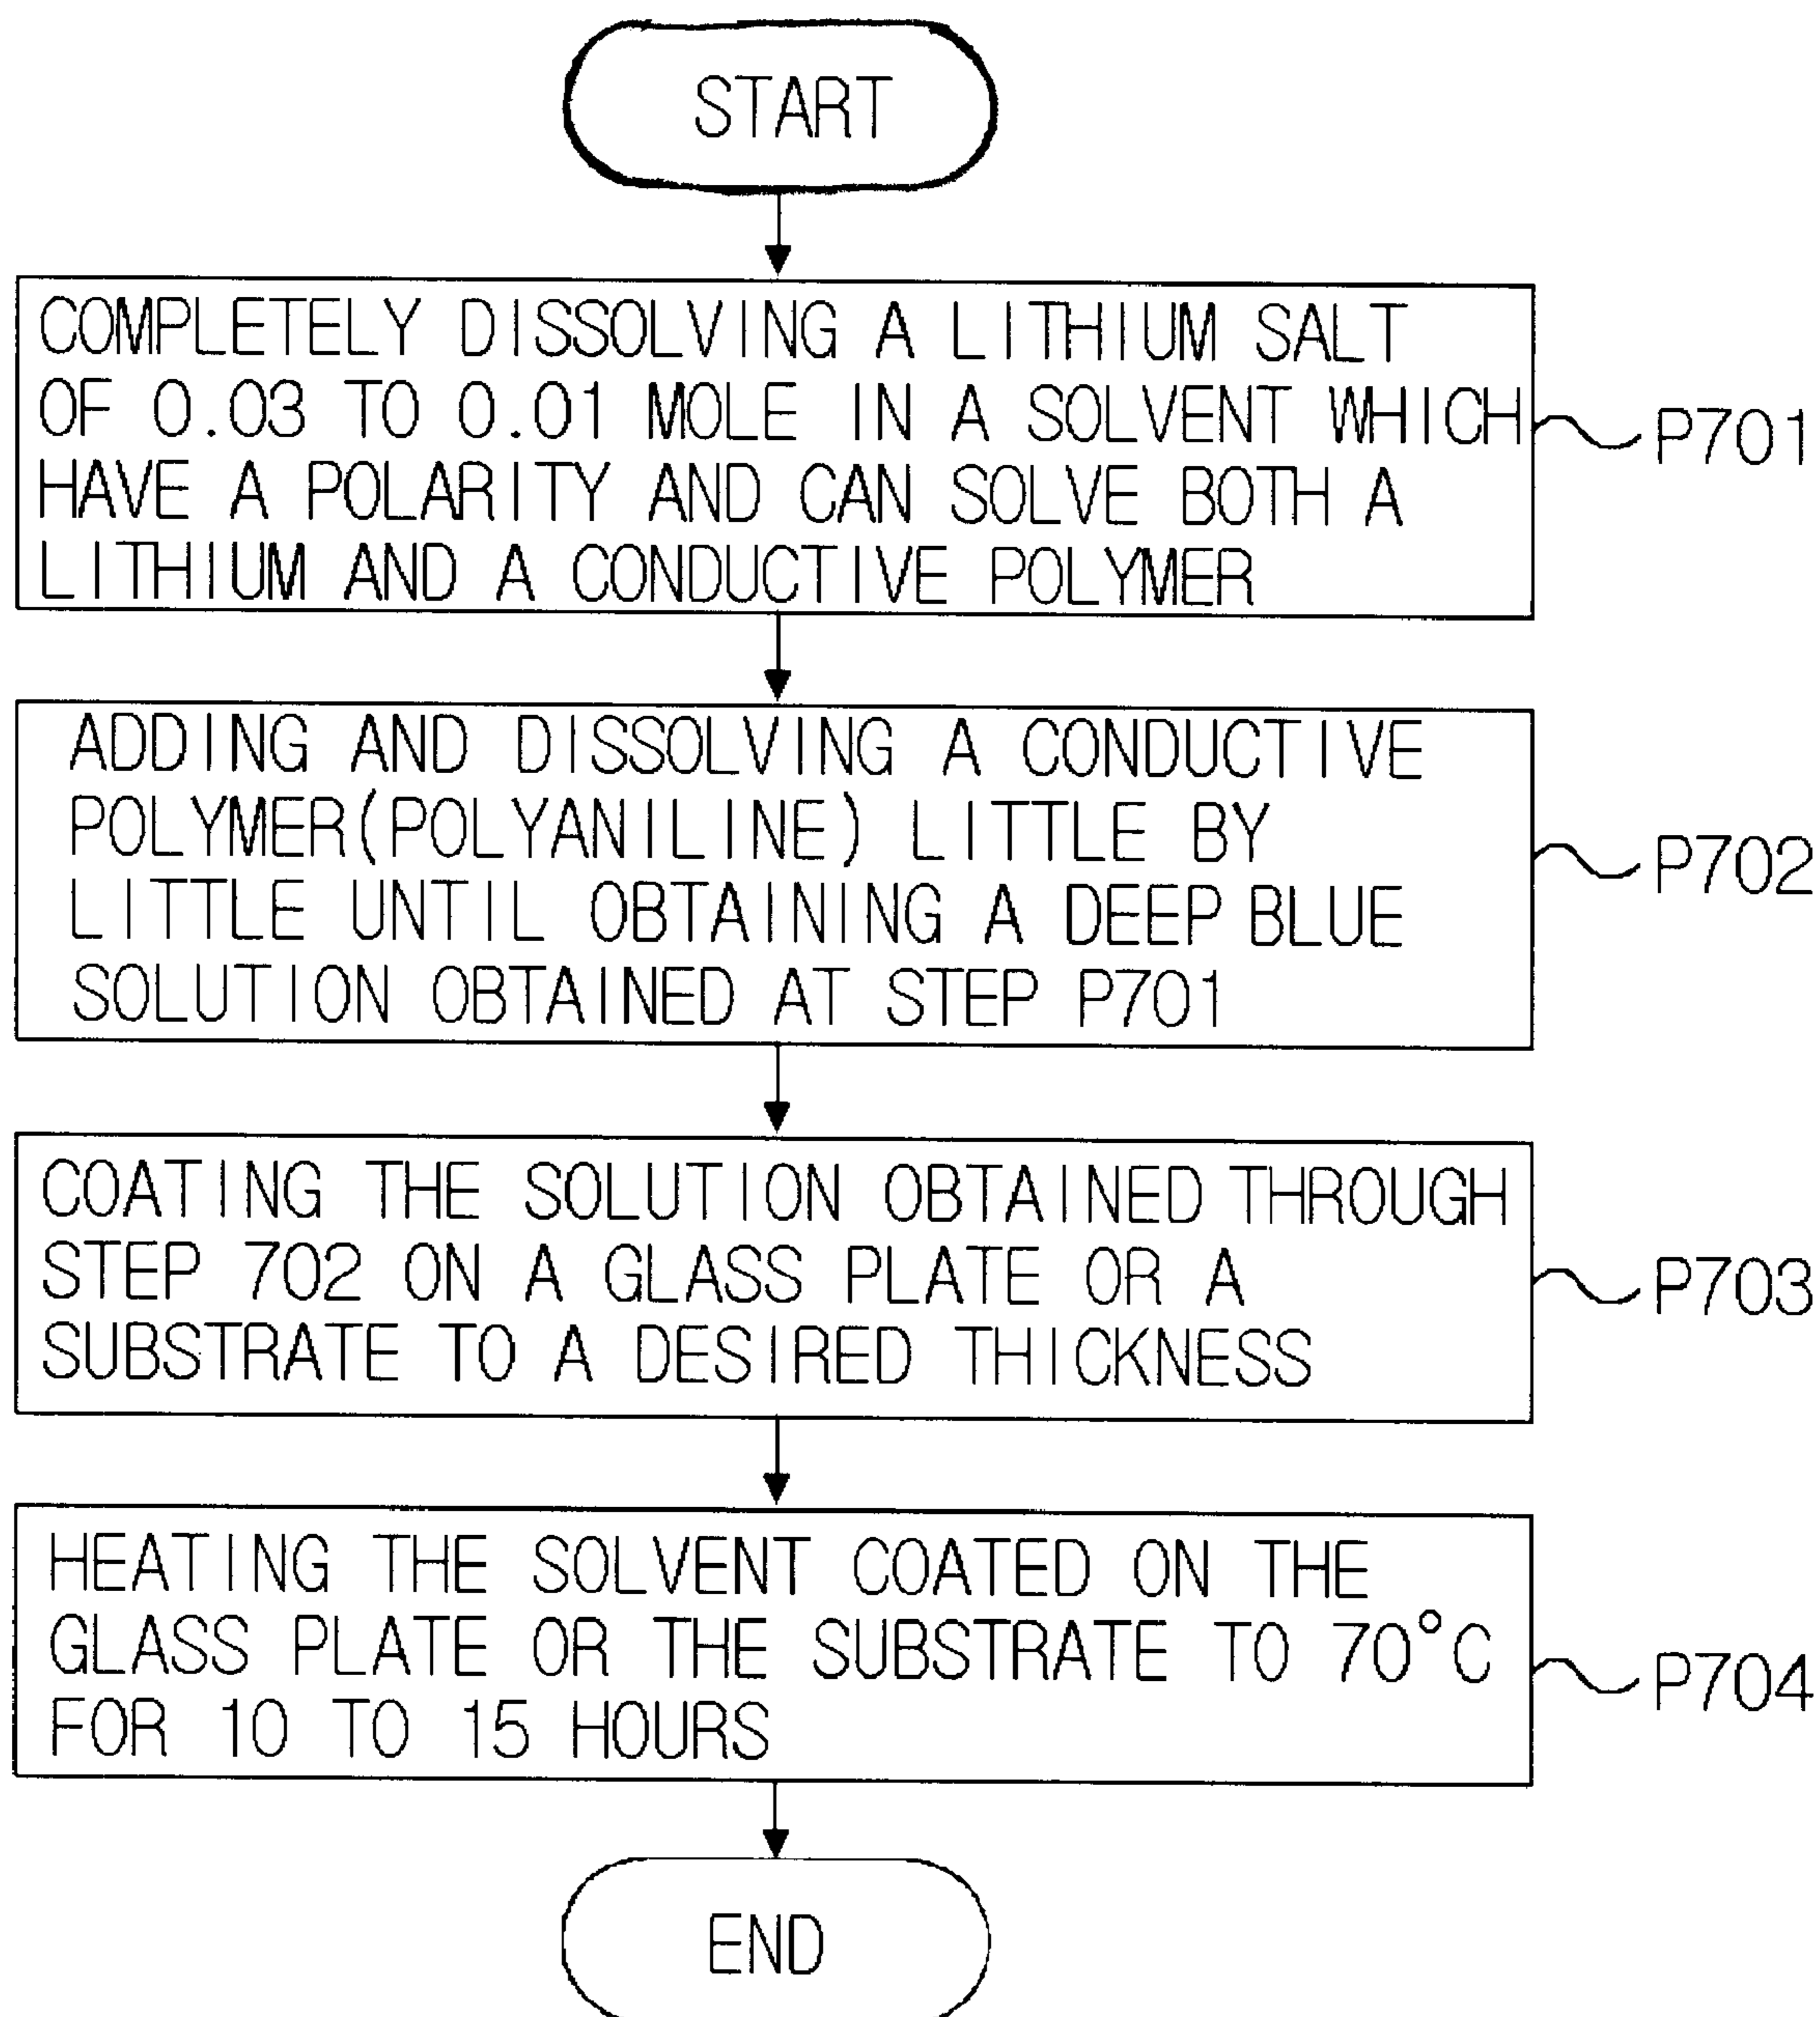 START
COMPLETELY DISSOLVING A LITHIUM SALT
OF 0.03 TO 0.01 MOLE IN A SOLVENT WHICH
HAVE A POLARITY AND CAN SOLVE BOTH A
LITHIUM AND A CONDUCTIVE POLYMER
P701
ADDING AND DISSOLVING A CONDUCTIVE
POLYMER(POLYANILINE) LITTLE BY
LITTLE UNTIL OBTAINING A DEEP BLUE
SOLUTION OBTAINED AT STEP P701
P702
COATING THE SOLUTION OBTAINED THROUGH
STEP 702 ON A GLASS PLATE OR A
SUBSTRATE TO A DESIRED THICKNESS
P703
HEATING THE SOLVENT COATED ON THE
GLASS PLATE OR THE SUBSTRATE TO 70°C
FOR 10 TO 15 HOURS
P704
END